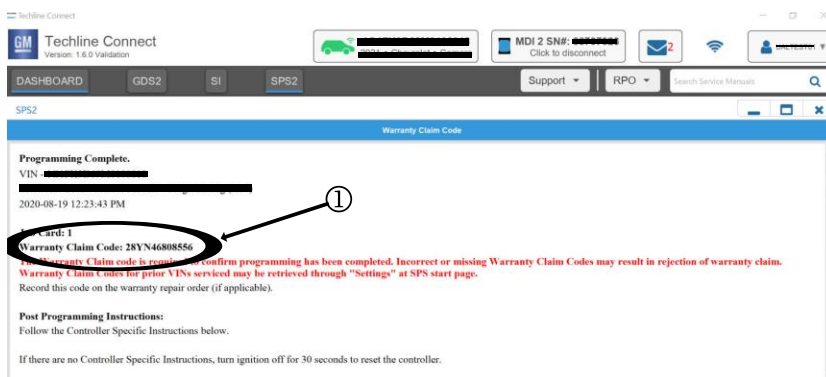 Techline Connect
GM Techline Connect
Version: 1.6.0 Validation
MDI 2 SN#:
Click to disconnect
2
DASHBOARD GDS2 SI SPS2 Support RPO Search Service Manuals
SPS2
Warranty Claim Code
Programming Complete.
VIN -
2020-08-19 12:23:43 PM
①
Card: 1
Warranty Claim Code: 28YN46808556
The Warranty Claim code is required to confirm programming has been completed. Incorrect or missing Warranty Claim Codes may result in rejection of warranty claim.
Warranty Claim Codes for prior VINs serviced may be retrieved through "Settings" at SPS start page.
Record this code on the warranty repair order (if applicable).
Post Programming Instructions:
Follow the Controller Specific Instructions below.
If there are no Controller Specific Instructions, turn ignition off for 30 seconds to reset the controller.